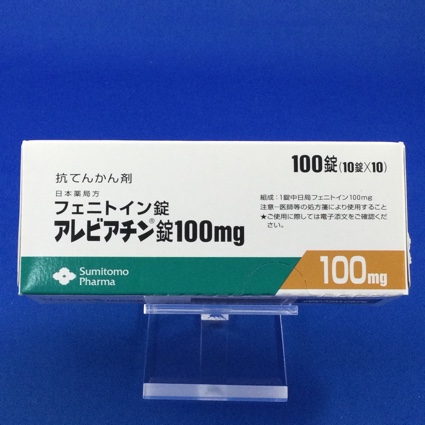 100錠(10錠×10)
抗てんかん剤
日本薬局方
フェニトイン錠
アレビアチン®錠100mg
組成:1錠中日局フェニトイン100mg
注意-医師等の処方箋により使用すること
★ご使用に際しては電子添文をご確認ください。
Sumitomo
Pharma
100mg